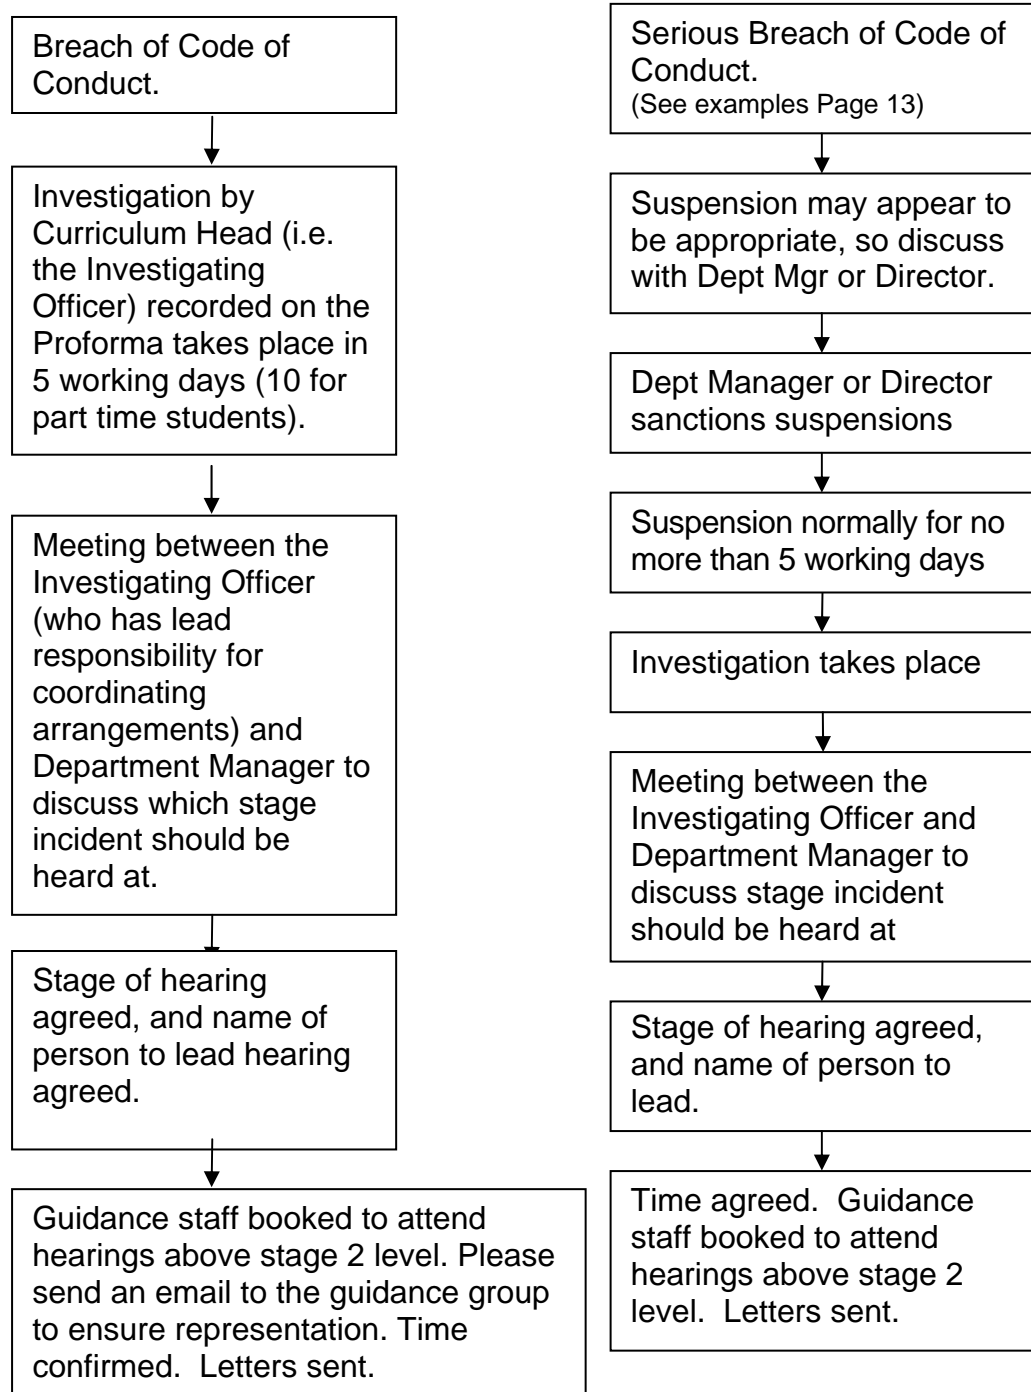 Breach of Code of
Conduct.
Investigation by
Curriculum Head (i.e.
the Investigating
Officer) recorded on the
Proforma takes place in
5 working days (10 for
part time students).
Meeting between the
Investigating Officer
(who has lead
responsibility for
coordinating
arrangements) and
Department Manager to
discuss which stage
incident should be
heard at.
Stage of hearing
agreed, and name of
person to lead hearing
agreed.
Guidance staff booked to attend
hearings above stage 2 level. Please
send an email to the guidance group
to ensure representation. Time
confirmed.  Letters sent.
Serious Breach of Code of
Conduct.
(See examples Page 13)
Suspension may appear to
be appropriate, so discuss
with Dept Mgr or Director.
Dept Manager or Director
sanctions suspensions
Suspension normally for no
more than 5 working days
Investigation takes place
Meeting between the
Investigating Officer and
Department Manager to
discuss stage incident
should be heard at
Stage of hearing agreed,
and name of person to
lead.
Time agreed.  Guidance
staff booked to attend
hearings above stage 2
level.  Letters sent.